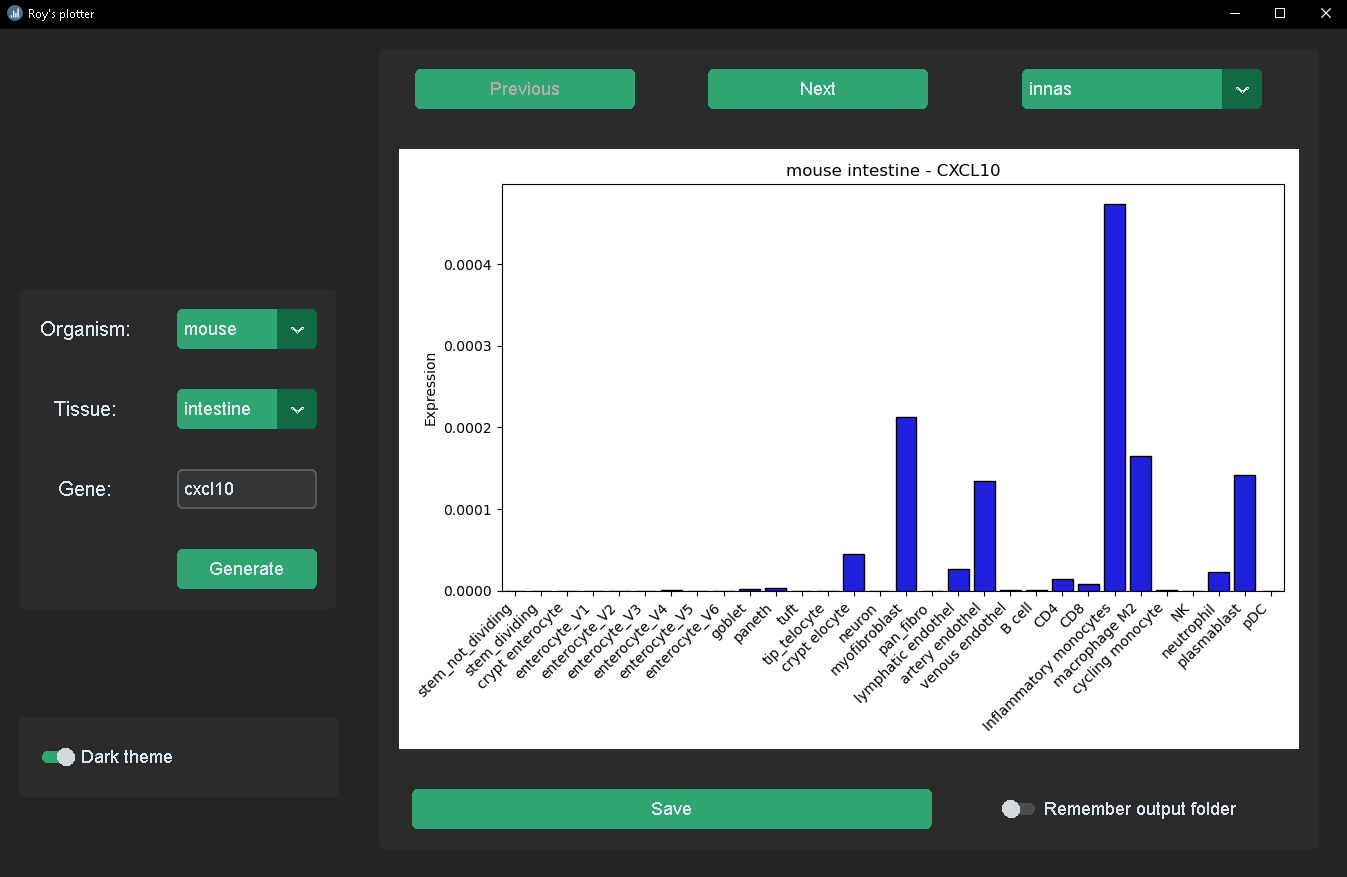 Roy's plotter
Previous
Next
innas
Organism:
mouse
Tissue:
intestine
Gene:
cxcl10
Generate
Dark theme
mouse intestine - CXCL10
Expression
0.0004
0.0003
0.0002
0.0001
0.0000
stem_not_dividing
stem_dividing
crypt enterocyte
enterocyte_V1
enterocyte_V2
enterocyte_V3
enterocyte_V4
enterocyte_V5
enterocyte_V6
goblet
paneth
tuft
tip_telocyte
crypt elocyte
neuron
myofibroblast
pan_fibro
lymphatic endothel
artery endothel
venous endothel
B cell
CD4
CD8
Inflammatory monocytes
macrophage M2
cycling monocyte
NK
neutrophil
plasmablast
pDC
Save
Remember output folder